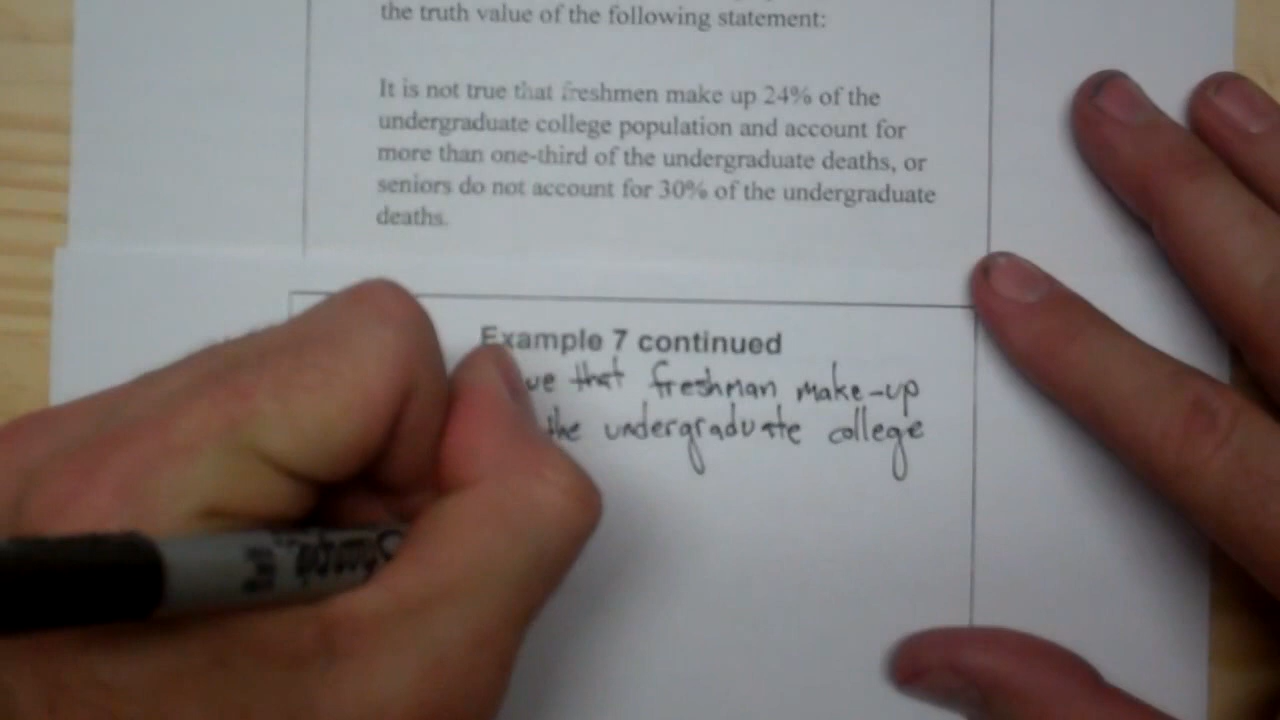 the truth value of the following statement:
It is not true that freshmen make up 24% of the
undergraduate college population and account for
more than one-third of the undergraduate deaths, or
seniors do not account for 30% of the undergraduate
deaths.
Example 7 continued
that freshman make-up
the undergraduate college
Sharpie